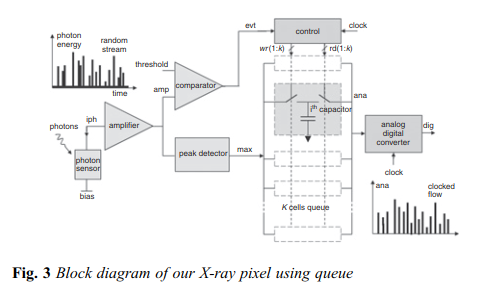 photon
energy
random
stream
time
evt
control
clock
wr(1:k)
rd(1:k)
threshold
amp
comparator
ana
ith capacitor
photons
iph
amplifier
analog
digital
converter
dig
peak detector
max
photon
sensor
bias
clock
K cells queue
ana
clocked
flow
Fig. 3 Block diagram of our X-ray pixel using queue